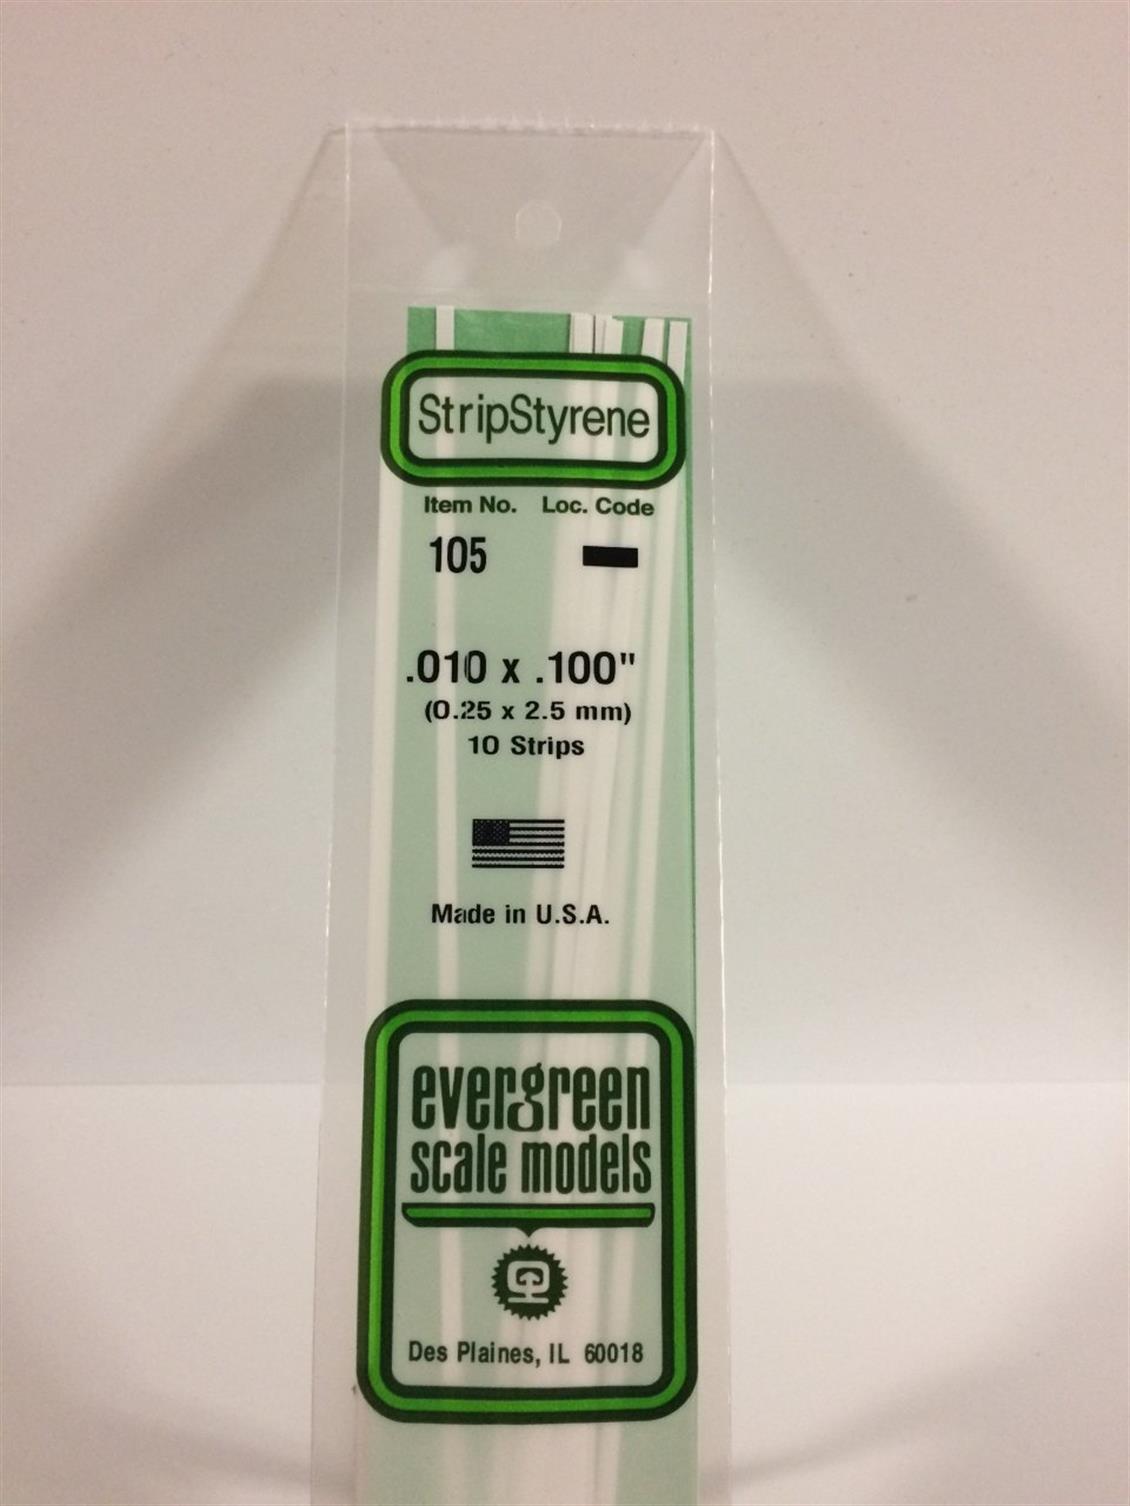 StripStyrene
Item No. Loc. Code
105
.010 x .100"
(0.25 x 2.5 mm)
10 Strips
Made in U.S.A.
evergreen
scale models
Des Plaines, IL 60018